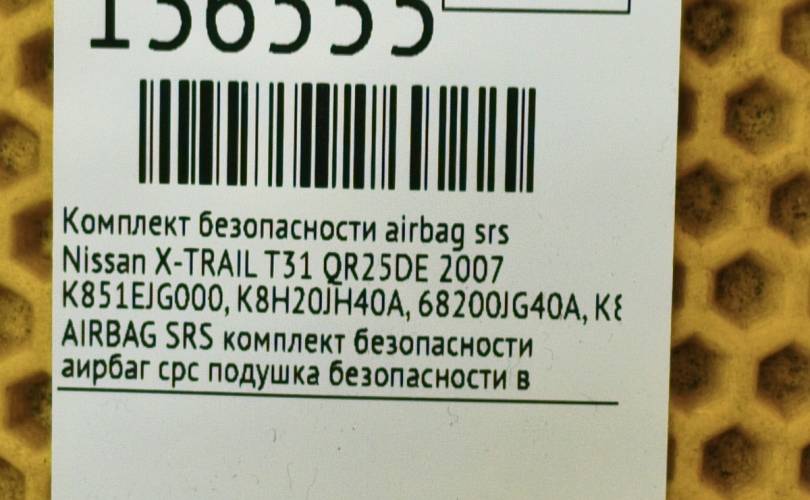 Комплект безопасности airbag srs
Nissan X-TRAIL T31 QR25DE 2007
K851EJG000, K8H20JH40A, 68200JG40A, K8
AIRBAG SRS комплект безопасности
аирбаг срс подушка безопасности в